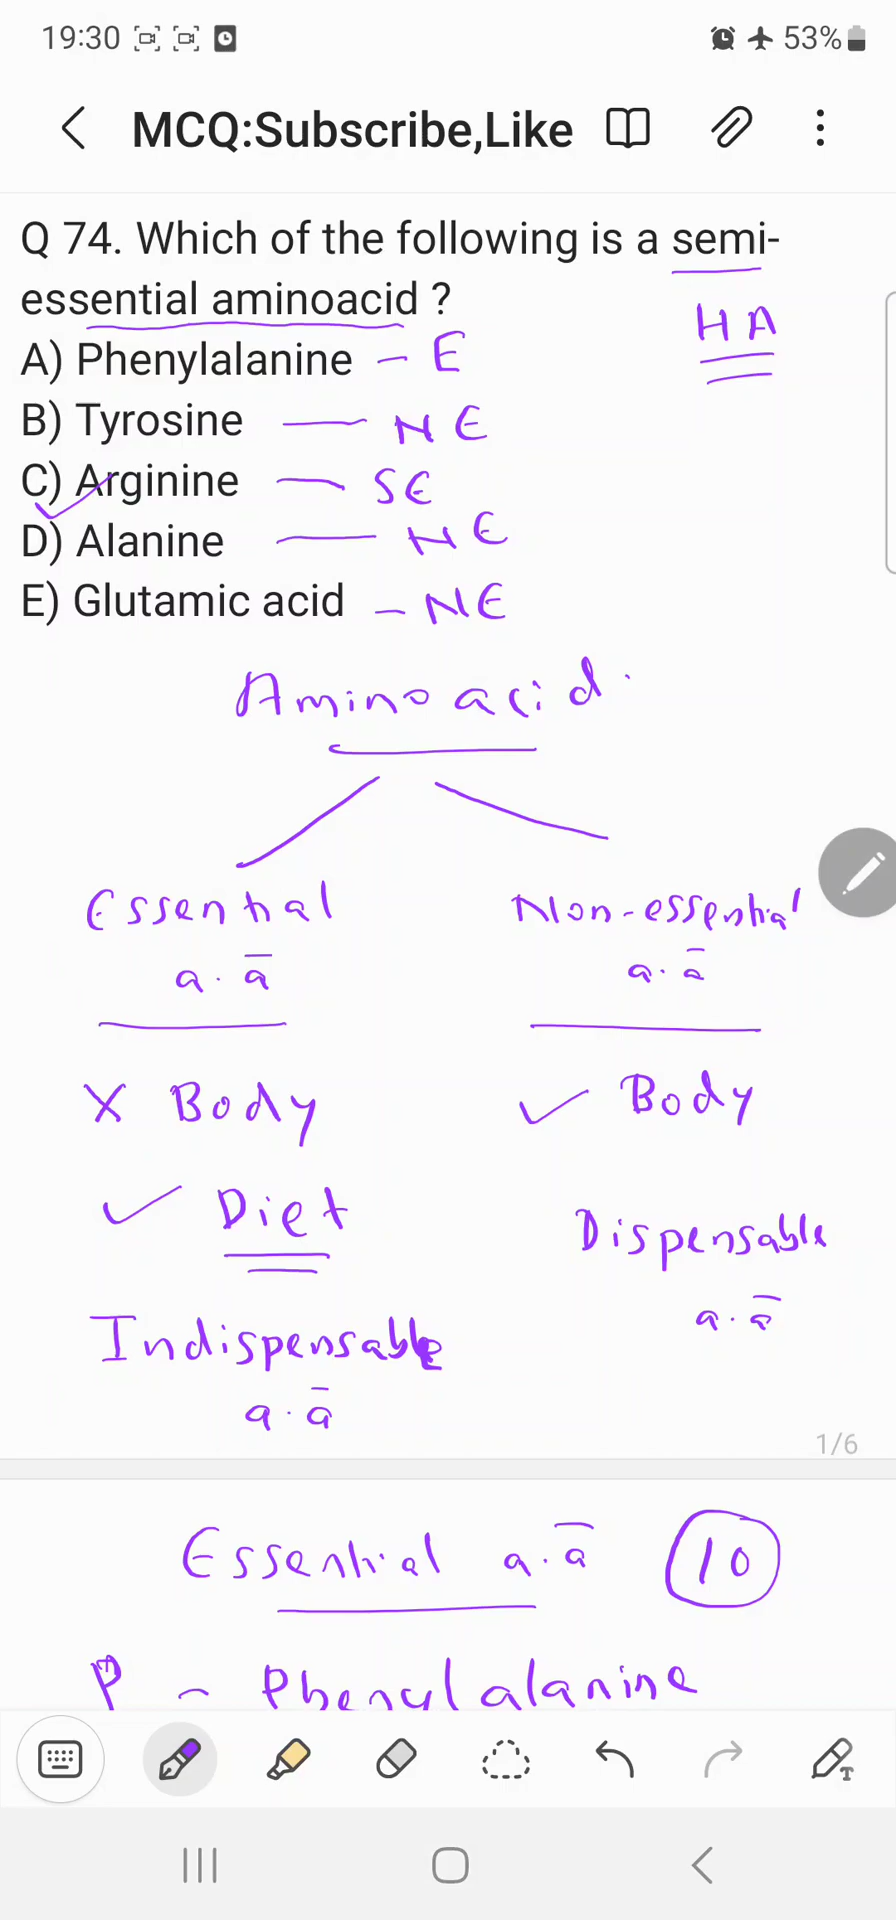 19:30
53%
MCQ:Subscribe,Like
Q 74. Which of the following is a semi-
essential aminoacid ?
HA
A) Phenylalanine – E
B) Tyrosine — NE
C) Arginine — SE
D) Alanine — NE
E) Glutamic acid – NE
Amino acid.
Essential Non-essential
a. a̅ a. a̅
X Body ✓ Body
✓ Diet
Dispensable
a. a̅
Indispensable
a. a̅
1/6
Essential a. a̅ 10
P – Phenylalanine
T